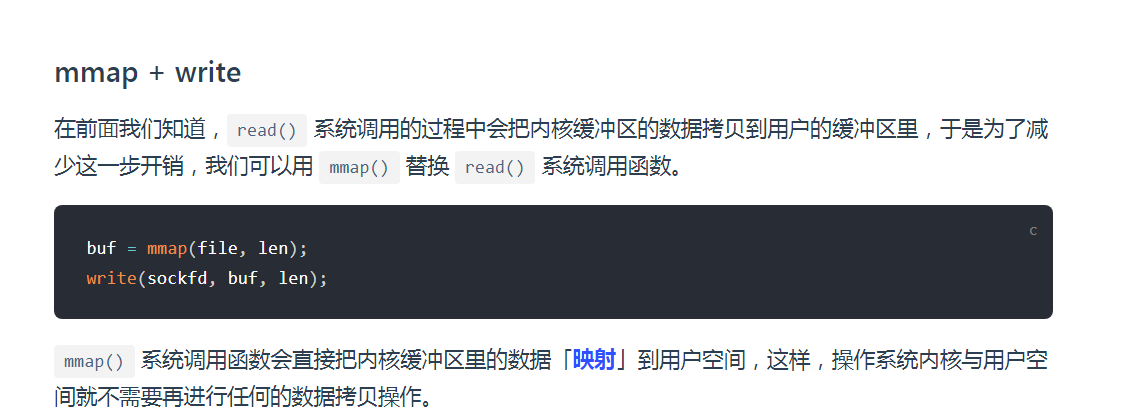 mmap + write
在前面我们知道，read() 系统调用的过程中会把内核缓冲区的数据拷贝到用户的缓冲区里，于是为了减
少这一步开销，我们可以用 mmap() 替换 read() 系统调用函数。
c
buf = mmap(file, len);
write(sockfd, buf, len);
mmap() 系统调用函数会直接把内核缓冲区里的数据「映射」到用户空间，这样，操作系统内核与用户空
间就不需要再进行任何的数据拷贝操作。